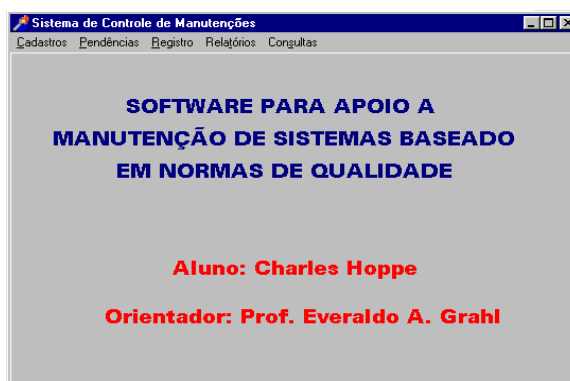 Sistema de Controle de Manutenções
Cadastros Pendências Registro Relatórios Consultas
SOFTWARE PARA APOIO A
MANUTENÇÃO DE SISTEMAS BASEADO
EM NORMAS DE QUALIDADE
Aluno: Charles Hoppe
Orientador: Prof. Everaldo A. Grahl